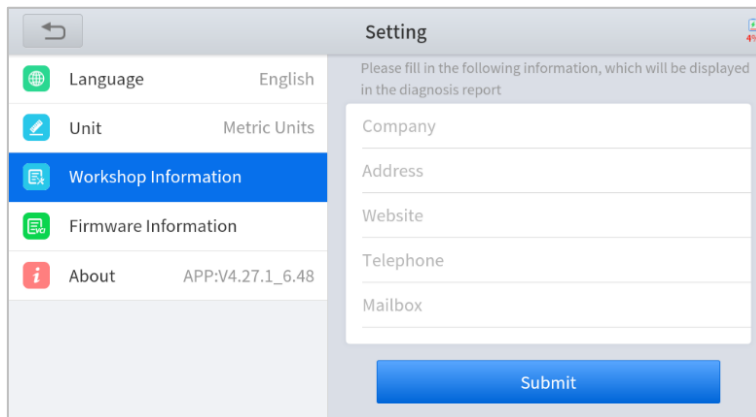 Setting
4%
Language English
Unit Metric Units
Workshop Information
Firmware Information
About APP:V4.27.1_6.48
Please fill in the following information, which will be displayed
in the diagnosis report
Company
Address
Website
Telephone
Mailbox
Submit